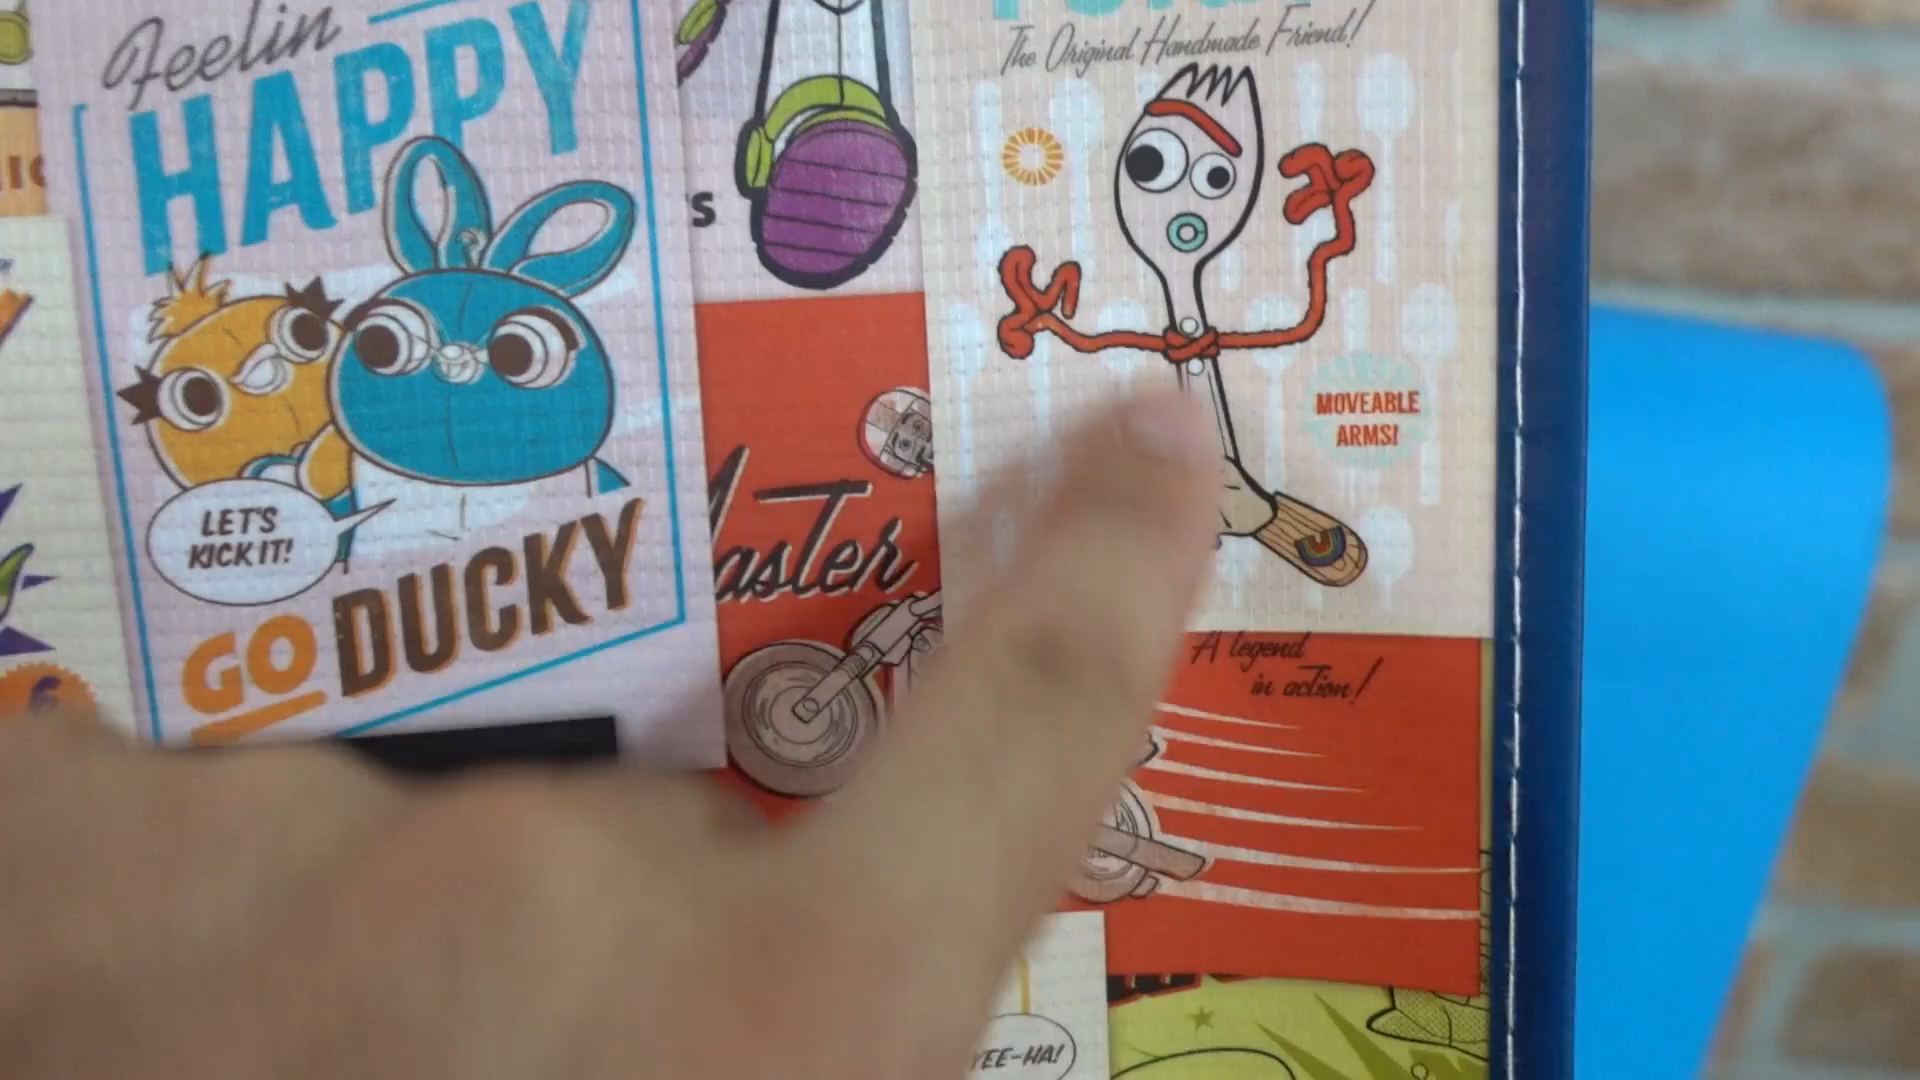 Feelin
HAPPY
LET'S
KICK IT!
GO DUCKY
The Original Handmade Friend!
MOVEABLE
ARMS!
A legend
in action!
YEE-HA!